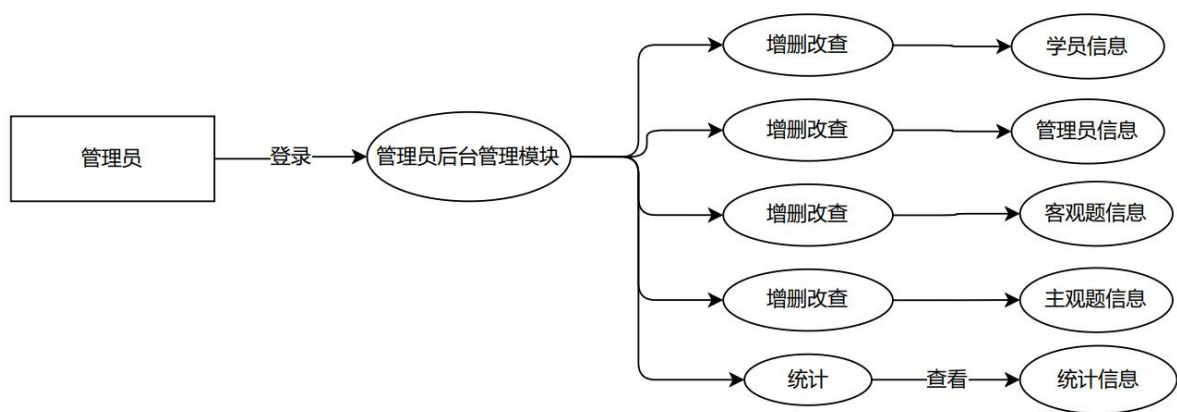 增删改查
学员信息
增删改查
管理员信息
管理员
登录
管理员后台管理模块
增删改查
客观题信息
增删改查
主观题信息
统计
查看
统计信息